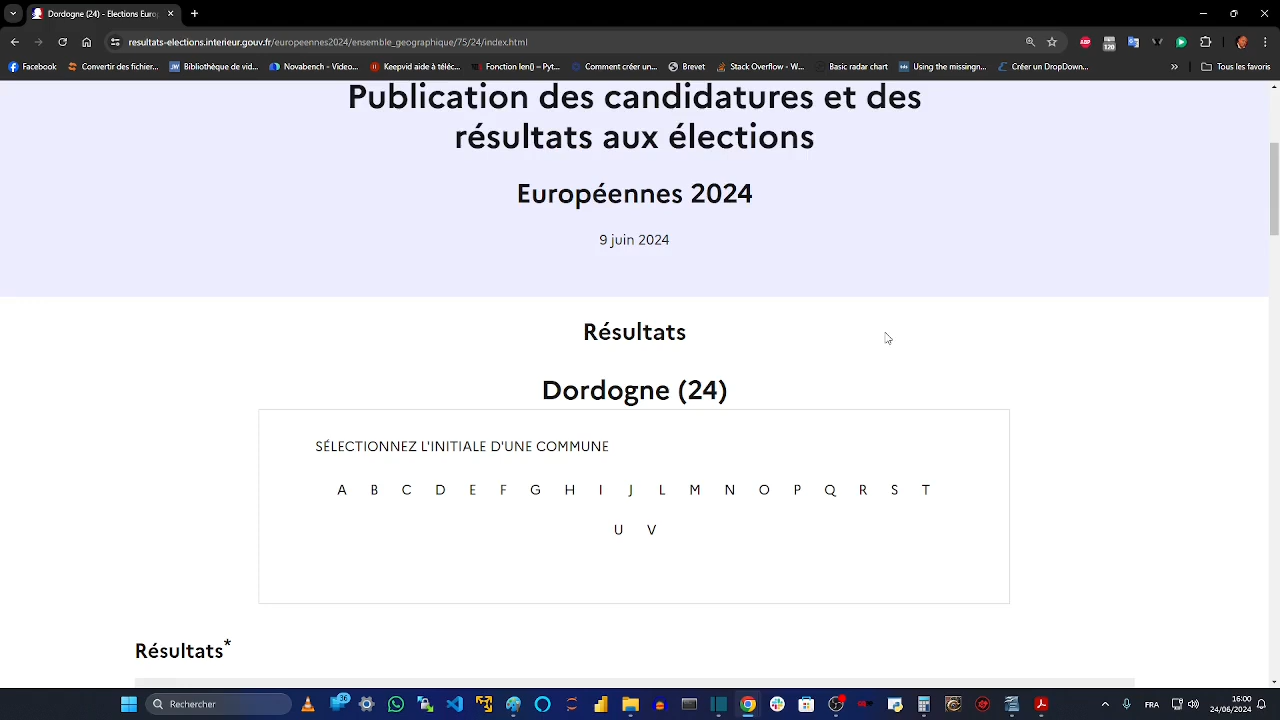 Dordogne (24) - Elections Europ
resultats-elections.interieur.gouv.fr/europeennes2024/ensemble_geographique/75/24/index.html
Facebook
Convertir des fichier...
Bibliothèque de vid...
Novabench - Video...
Keepvid aide à téléc...
Fonction len() — Pyt...
Comment créer un...
Brevet
Stack Overflow - W...
Basic radar chart
Using the missingn...
Créer un DropDown...
»
Tous les favoris
Publication des candidatures et des
résultats aux élections
Européennes 2024
9 juin 2024
Résultats
Dordogne (24)
SÉLECTIONNEZ L'INITIALE D'UNE COMMUNE
A B C D E F G H I J L M N O P Q R S T
U V
Résultats*
Rechercher
36
FRA
16:00
24/06/2024